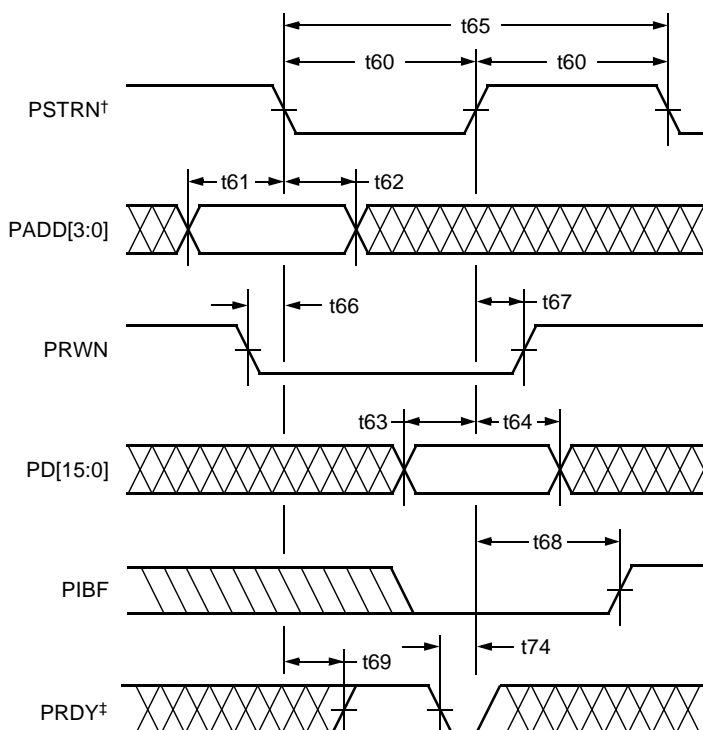 t65
t60 t60
PSTRN†
t61 t62
PADD[3:0]
t66 t67
PRWN
t63 t64
PD[15:0]
t68
PIBF
t69 t74
PRDY‡